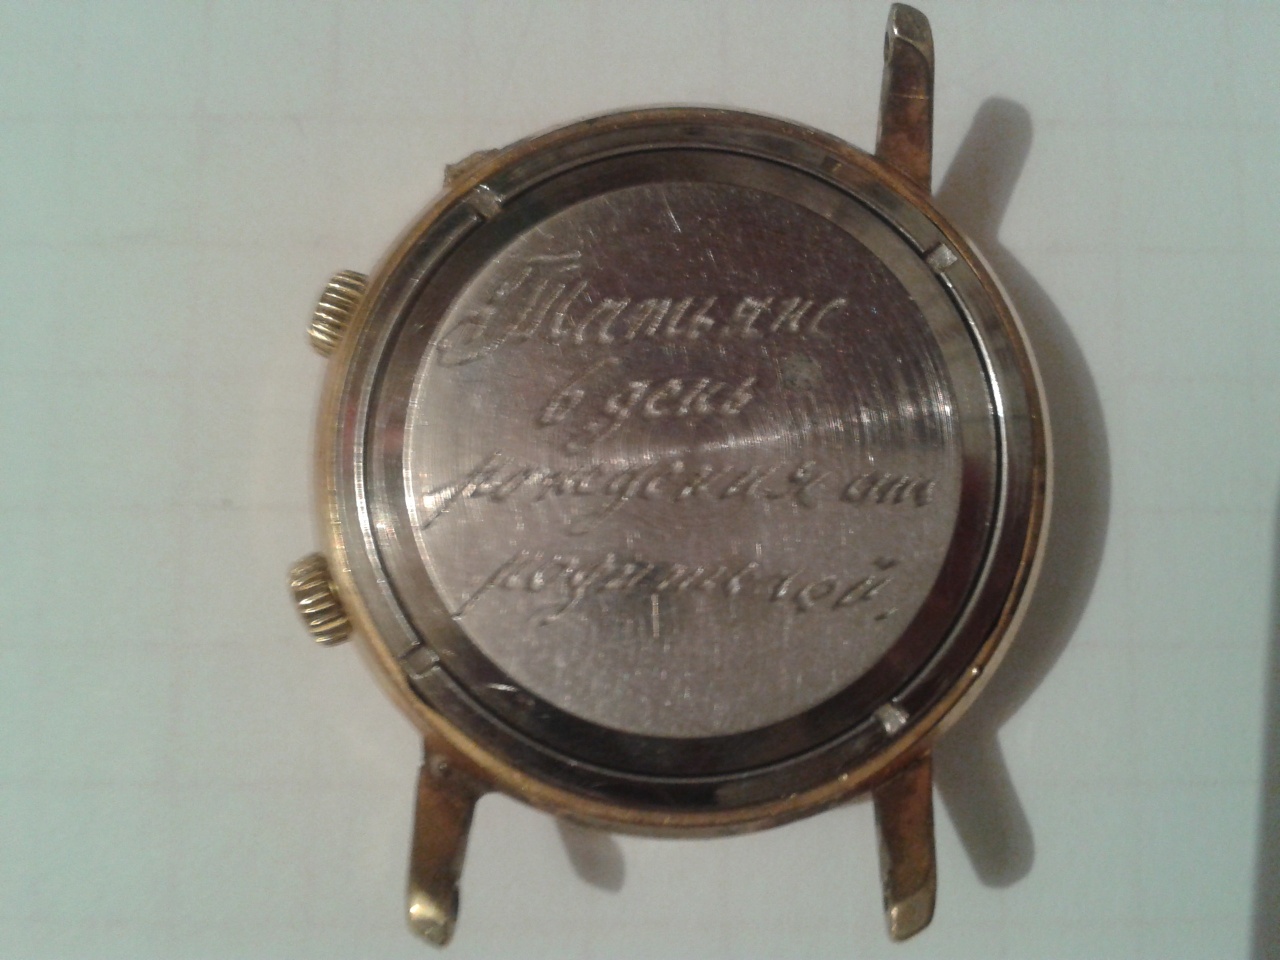 Татьяне
в день
рождения от
родителей.